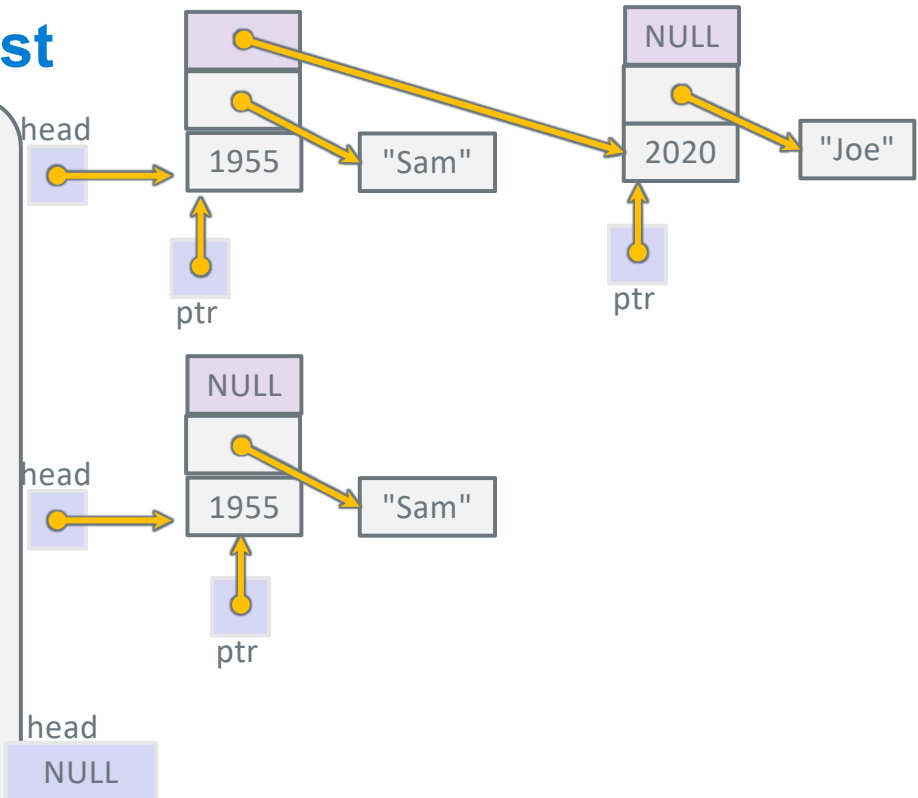 st
NULL
head
1955
"Sam"
2020
"Joe"
ptr
ptr
NULL
head
1955
"Sam"
ptr
head
NULL